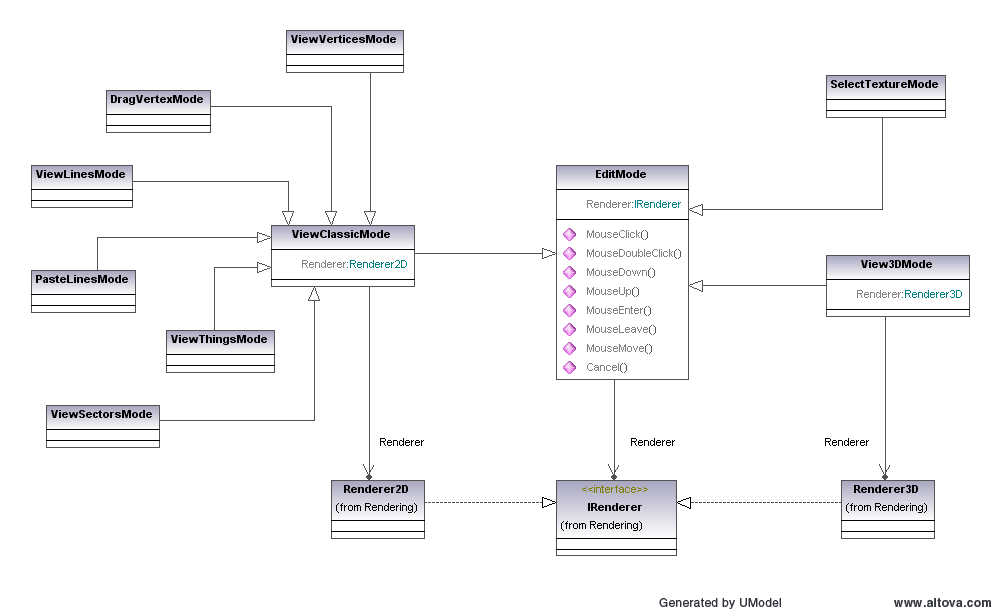 ViewVerticesMode
DragVertexMode
SelectTextureMode
ViewLinesMode
EditMode
Renderer:IRenderer
MouseClick()
MouseDoubleClick()
MouseDown()
MouseUp()
MouseEnter()
MouseLeave()
MouseMove()
Cancel()
ViewClassicMode
Renderer:Renderer2D
View3DMode
Renderer:Renderer3D
PasteLinesMode
ViewThingsMode
ViewSectorsMode
Renderer
Renderer
Renderer
Renderer2D
(from Rendering)
<<interface>>
IRenderer
(from Rendering)
Renderer3D
(from Rendering)
Generated by UModel
www.altova.com